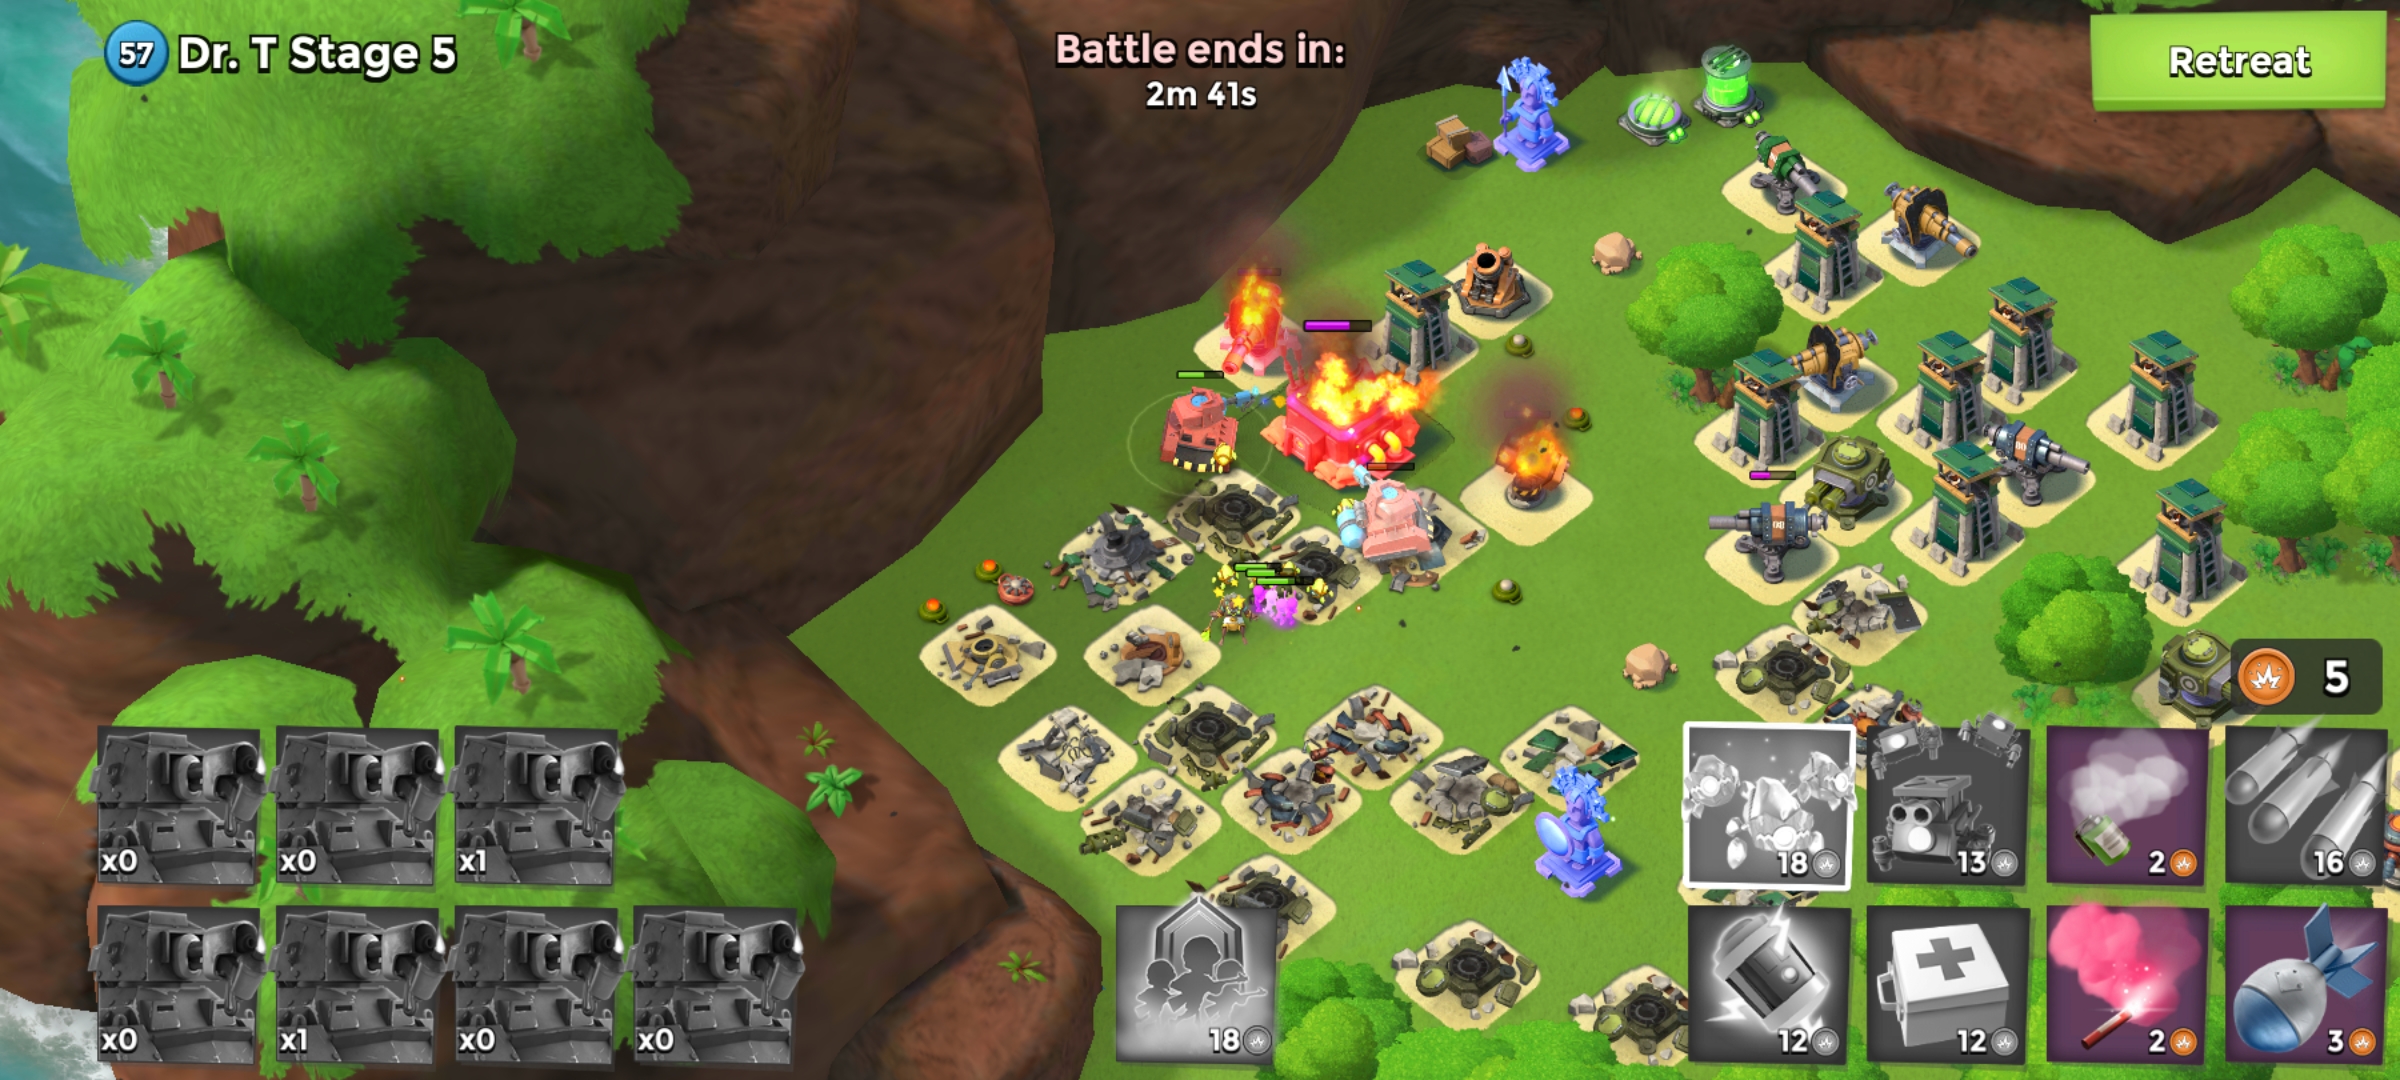 57 Dr. T Stage 5
Battle ends in:
2m 41s
Retreat
5
x0 x0 x1
18 13 2 16
x0 x1 x0 x0
18
12 12 2 3